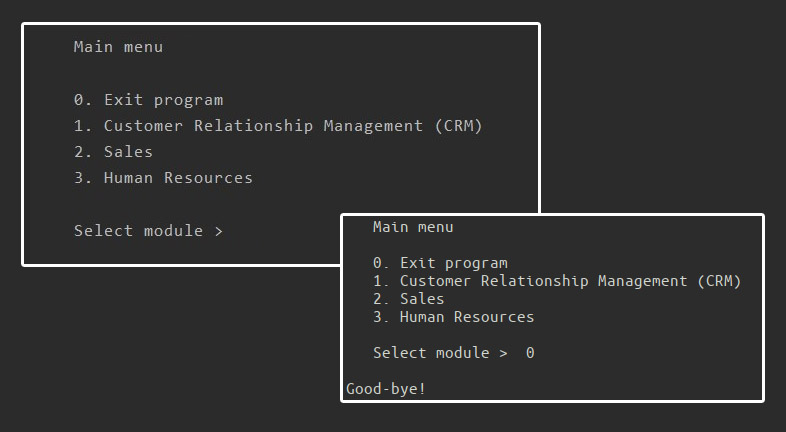 Main menu
0. Exit program
1. Customer Relationship Management (CRM)
2. Sales
3. Human Resources
Select module >
Main menu
0. Exit program
1. Customer Relationship Management (CRM)
2. Sales
3. Human Resources
Select module >  0
Good-bye!